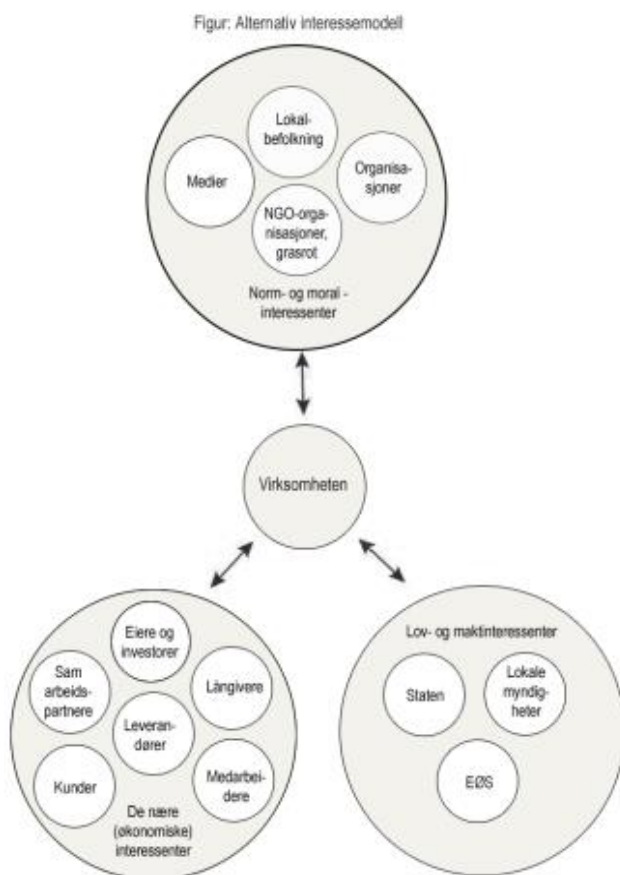 Figur: Alternativ interessemodell
Lokal-
befolkning
Medier
Organisa-
sjoner
NGO-orga-
nisasjoner,
grasrot
Norm- og moral -
interessenter
Virksomheten
Eiere og
investorer
Sam
arbeids-
partnere
Långivere
Leveran-
dører
Kunder
Medarbei-
dere
De nære
(økonomiske)
interessenter
Lov- og maktinteressenter
Staten
Lokale
myndig-
heter
EØS